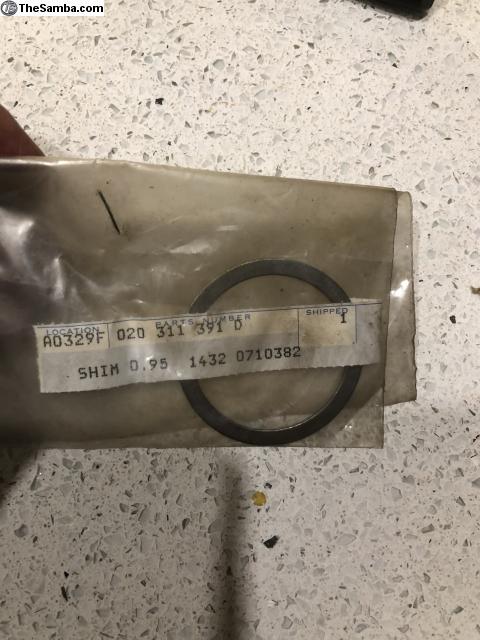 TheSamba.com
LOCATION PARTS NUMBER SHIPPED
A0329F 020 311 391 D 1
SHIM 0.95 1432 0710382